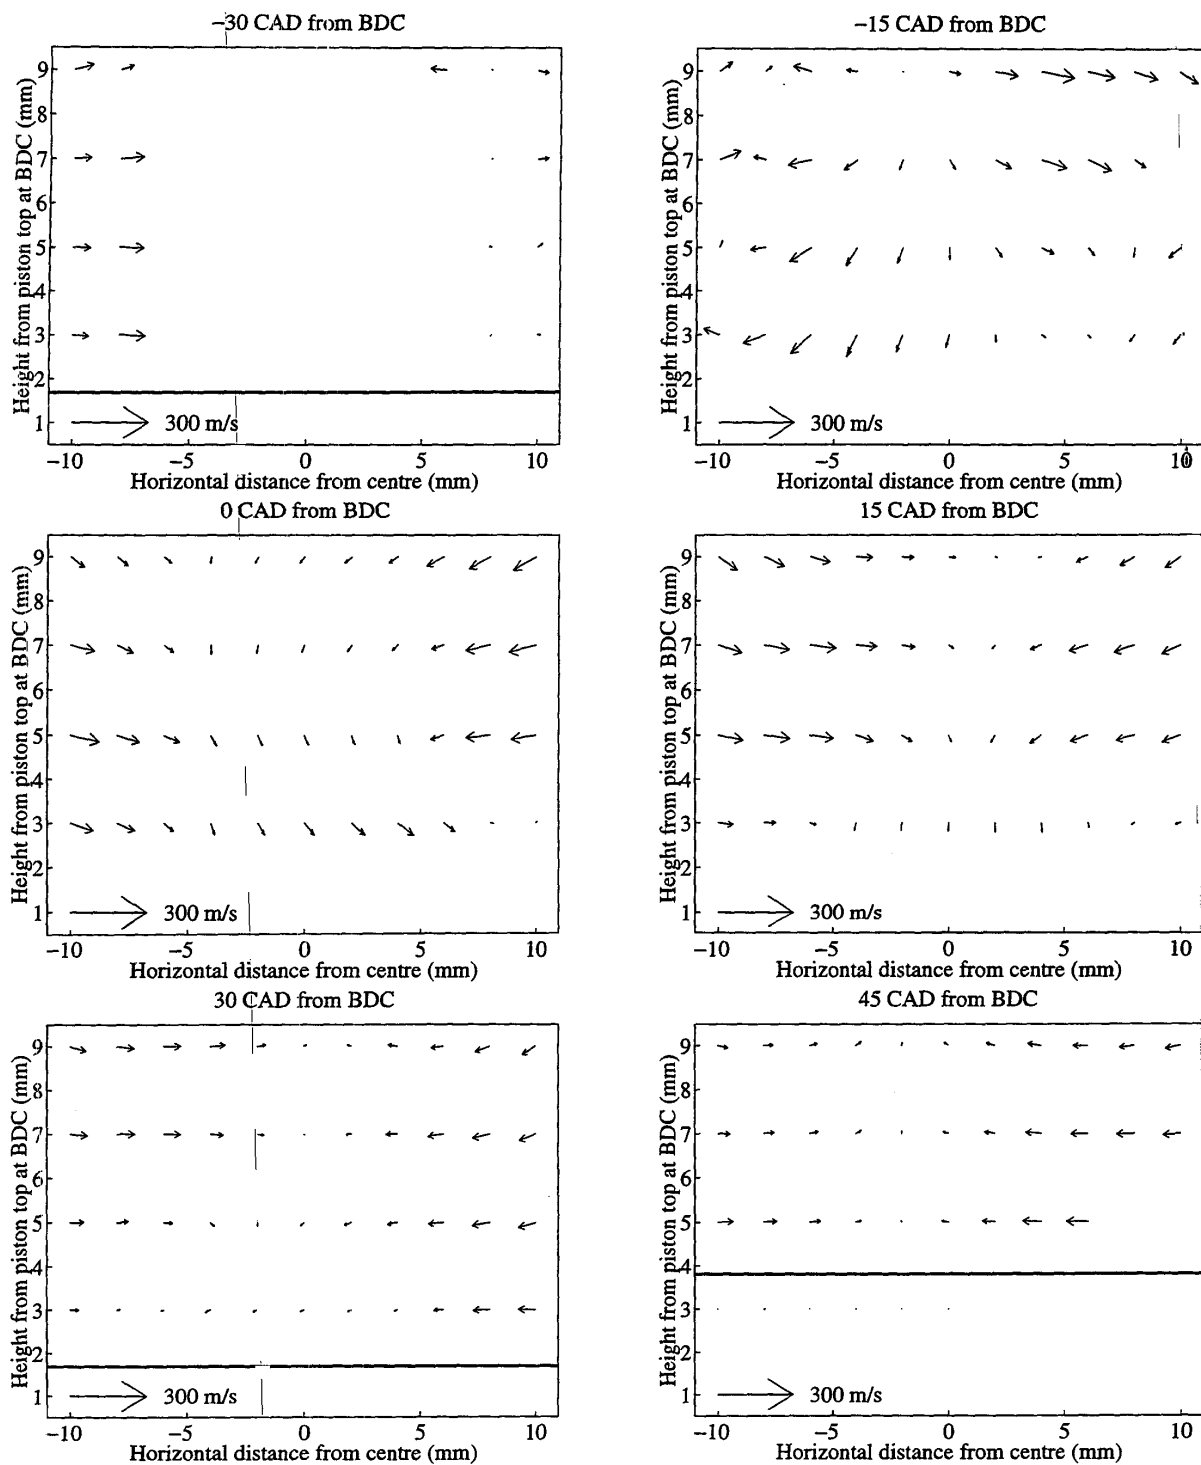 −30 CAD from BDC
Height from piston top at BDC (mm)
9
8
7
6
5
4
3
2
1
300 m/s
−10 −5 0 5 10
Horizontal distance from centre (mm)
−15 CAD from BDC
Height from piston top at BDC (mm)
9
8
7
6
5
4
3
2
1
300 m/s
−10 −5 0 5 10
Horizontal distance from centre (mm)
0 CAD from BDC
Height from piston top at BDC (mm)
9
8
7
6
5
4
3
2
1
300 m/s
−10 −5 0 5 10
Horizontal distance from centre (mm)
15 CAD from BDC
Height from piston top at BDC (mm)
9
8
7
6
5
4
3
2
1
300 m/s
−10 −5 0 5 10
Horizontal distance from centre (mm)
30 CAD from BDC
Height from piston top at BDC (mm)
9
8
7
6
5
4
3
2
1
300 m/s
−10 −5 0 5 10
Horizontal distance from centre (mm)
45 CAD from BDC
Height from piston top at BDC (mm)
9
8
7
6
5
4
3
2
1
300 m/s
−10 −5 0 5 10
Horizontal distance from centre (mm)